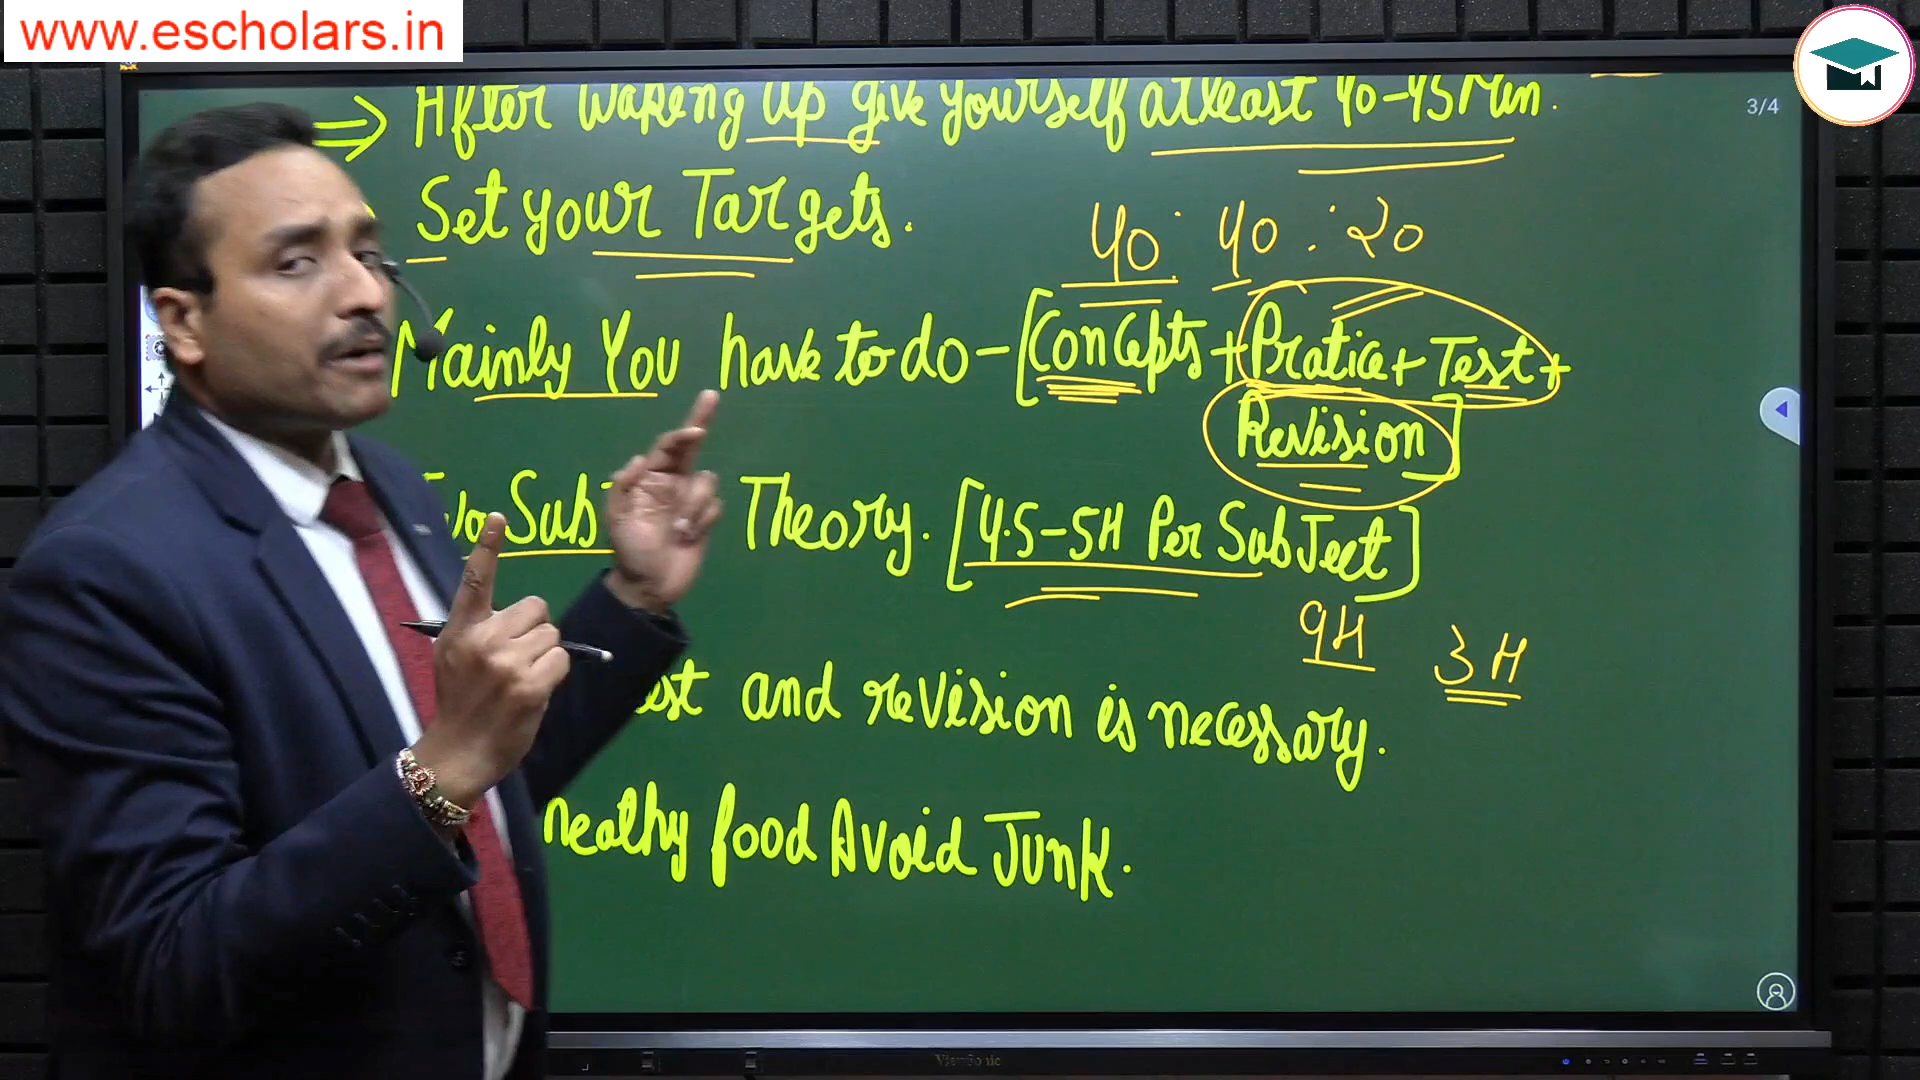 www.escholars.in
3/4
⇒ After Wakeng Up give yourself atleast 40-45 Min.
Set your Targets.
40 : 40 : 20
Mainly You have to do - [Concepts + Pratice + Test +
Revision]
Theory. [4.5-5H Per SubJect]
9H 3H
and revision is necessary.
food Avoid Junk.
ViewSonic